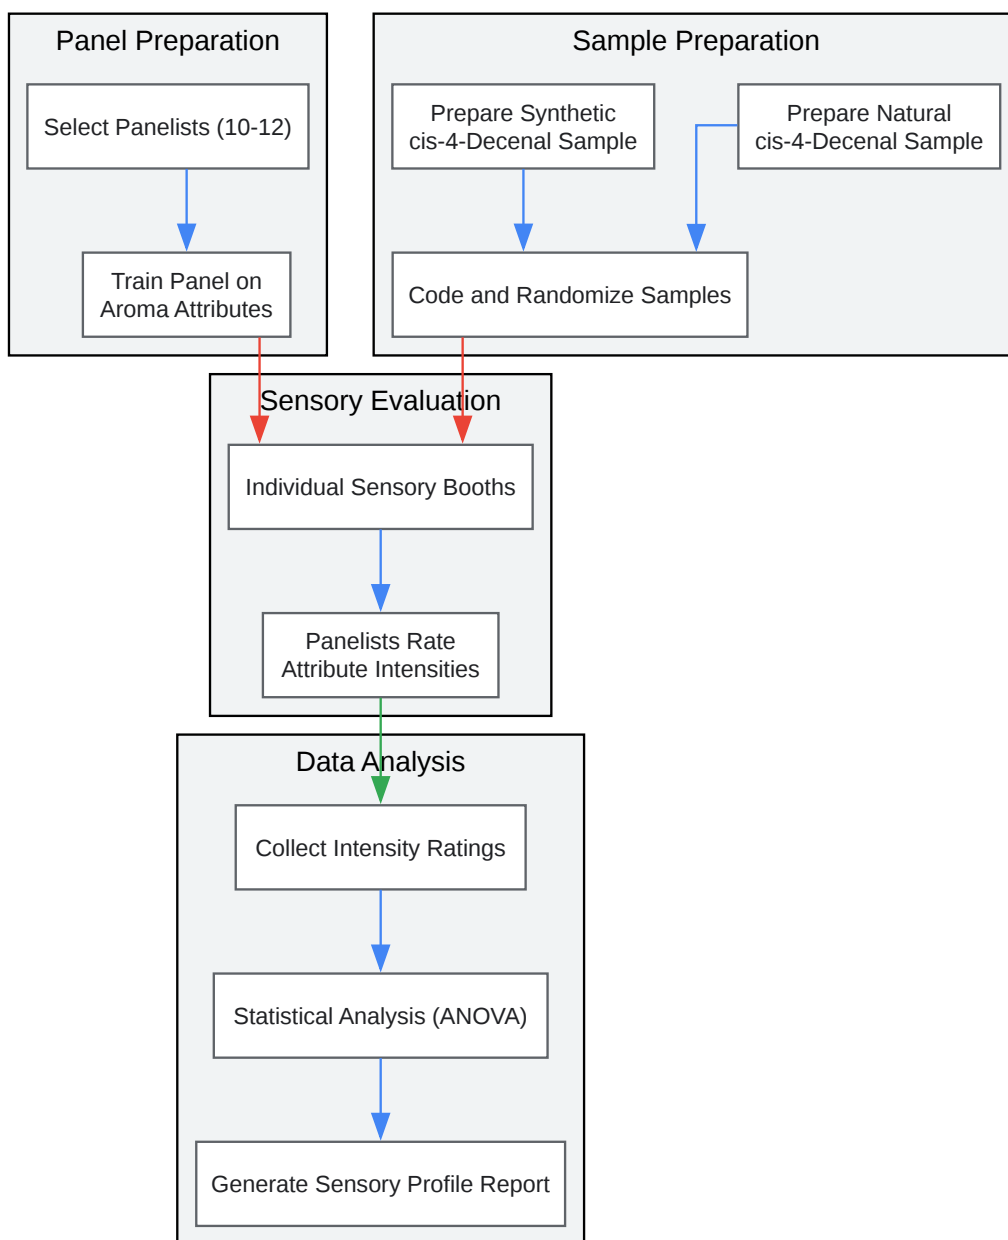 Panel Preparation
Select Panelists (10-12)
Train Panel on
Aroma Attributes
Sample Preparation
Prepare Synthetic
cis-4-Decenal Sample
Prepare Natural
cis-4-Decenal Sample
Code and Randomize Samples
Sensory Evaluation
Individual Sensory Booths
Panelists Rate
Attribute Intensities
Data Analysis
Collect Intensity Ratings
Statistical Analysis (ANOVA)
Generate Sensory Profile Report